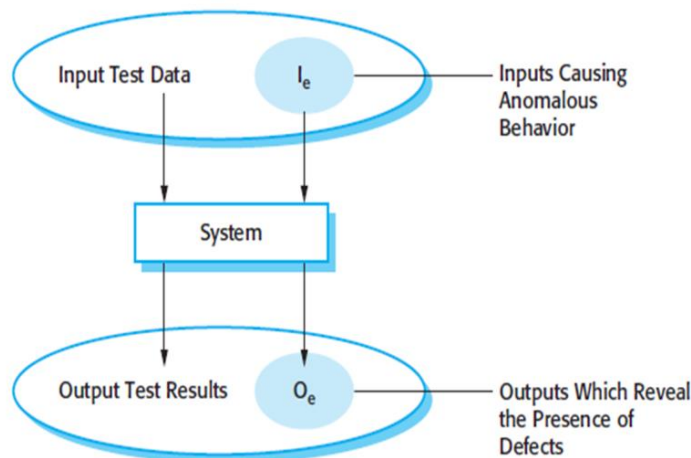 Input Test Data
Ie
Inputs Causing
Anomalous
Behavior
System
Output Test Results
Oe
Outputs Which Reveal
the Presence of
Defects